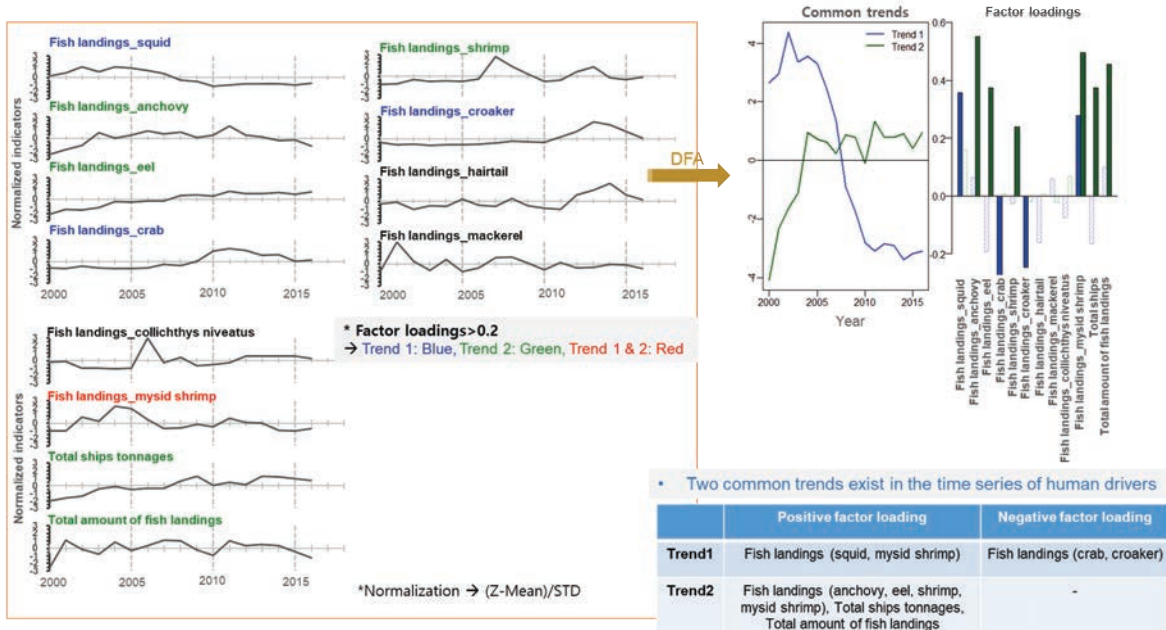 Fish landings_squid
Fish landings_anchovy
Fish landings_eel
Fish landings_crab
Normalized indicators
2000 2005 2010 2015
Fish landings_shrimp
Fish landings_croaker
Fish landings_hairtail
Fish landings_mackerel
2000 2005 2010 2015
Fish landings_collichthys niveatus
Fish landings_mysid shrimp
Total ships tonnages
Total amount of fish landings
Normalized indicators
2000 2005 2010 2015
* Factor loadings>0.2
→ Trend 1: Blue, Trend 2: Green, Trend 1 & 2: Red
*Normalization → (Z-Mean)/STD
DFA
Common trends
Trend 1
Trend 2
4
2
0
-2
-4
2000 2005 2010 2015
Year
Factor loadings
0.6
0.4
0.2
0.0
0.2
Fish landings_squid
Fish landings_anchovy
Fish landings_eel
Fish landings_crab
Fish landings_shrimp
Fish landings_croaker
Fish landings_hairtail
Fish landings_mackerel
Fish landings_collichthys niveatus
Fish landings_mysid shrimp
Total ships
Total amount of fish landings
• Two common trends exist in the time series of human drivers
Positive factor loading
Negative factor loading
Trend1
Fish landings (squid, mysid shrimp)
Fish landings (crab, croaker)
Trend2
Fish landings (anchovy, eel, shrimp,
mysid shrimp), Total ships tonnages,
Total amount of fish landings
-